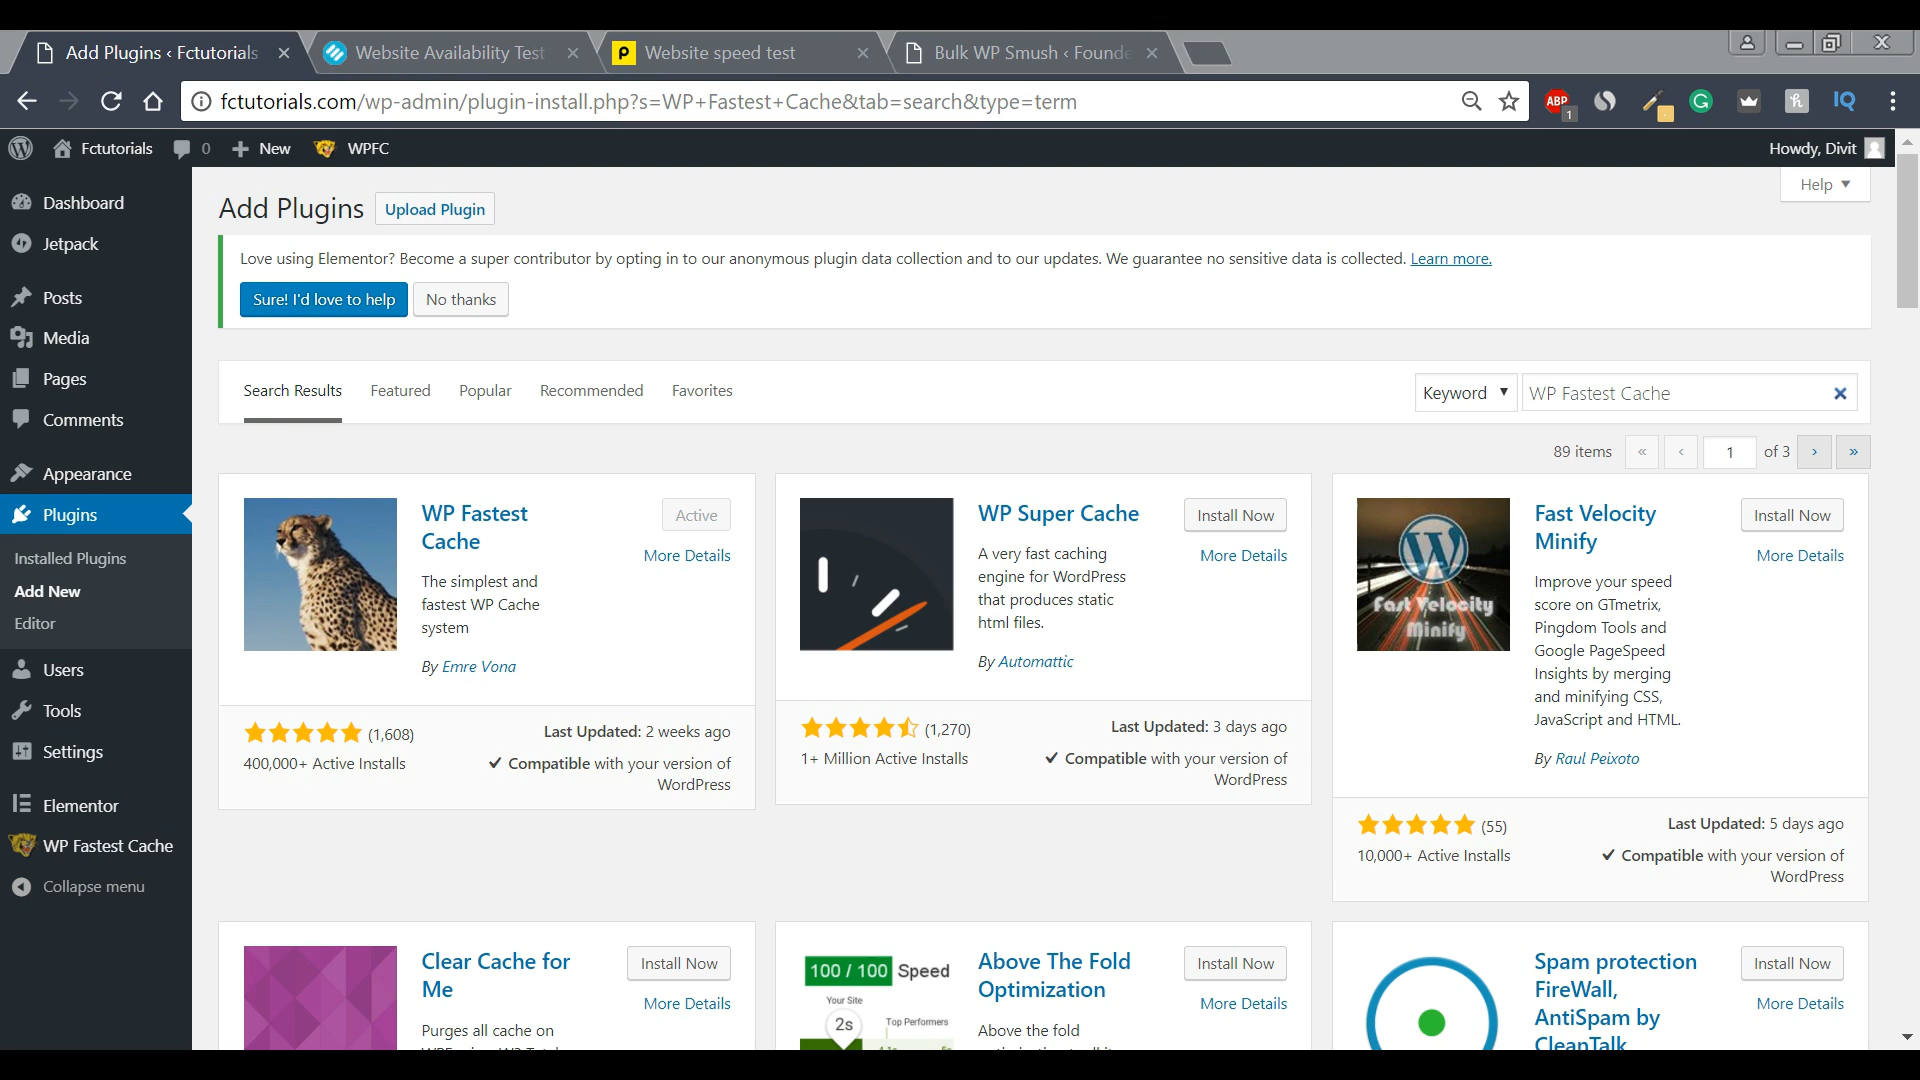 Add Plugins ‹ Fctutorials
Website Availability Test
Website speed test
Bulk WP Smush ‹ Founde
fctutorials.com/wp-admin/plugin-install.php?s=WP+Fastest+Cache&tab=search&type=term
ABP
1
IQ
Fctutorials
0
New
WPFC
Howdy, Divit
Dashboard
Jetpack
Posts
Media
Pages
Comments
Appearance
Plugins
Installed Plugins
Add New
Editor
Users
Tools
Settings
Elementor
WP Fastest Cache
Collapse menu
Help
Add Plugins
Upload Plugin
Love using Elementor? Become a super contributor by opting in to our anonymous plugin data collection and to our updates. We guarantee no sensitive data is collected. Learn more.
Sure! I'd love to help
No thanks
Search Results
Featured
Popular
Recommended
Favorites
Keyword
WP Fastest Cache
89 items
«
‹
1
of 3
›
»
WP Fastest
Cache
Active
More Details
The simplest and
fastest WP Cache
system
By Emre Vona
(1,608)
400,000+ Active Installs
Last Updated: 2 weeks ago
Compatible with your version of
WordPress
WP Super Cache
Install Now
More Details
A very fast caching
engine for WordPress
that produces static
html files.
By Automattic
(1,270)
1+ Million Active Installs
Last Updated: 3 days ago
Compatible with your version of
WordPress
Fast Velocity
Minify
Fast Velocity
Minify
Install Now
More Details
Improve your speed
score on GTmetrix,
Pingdom Tools and
Google PageSpeed
Insights by merging
and minifying CSS,
JavaScript and HTML.
By Raul Peixoto
(55)
10,000+ Active Installs
Last Updated: 5 days ago
Compatible with your version of
WordPress
Clear Cache for
Me
Install Now
More Details
Purges all cache on
100 / 100 Speed
Your Site
2s
Top Performers
Above The Fold
Optimization
Install Now
More Details
Above the fold
Spam protection
FireWall,
AntiSpam by
CleanTalk
Install Now
More Details